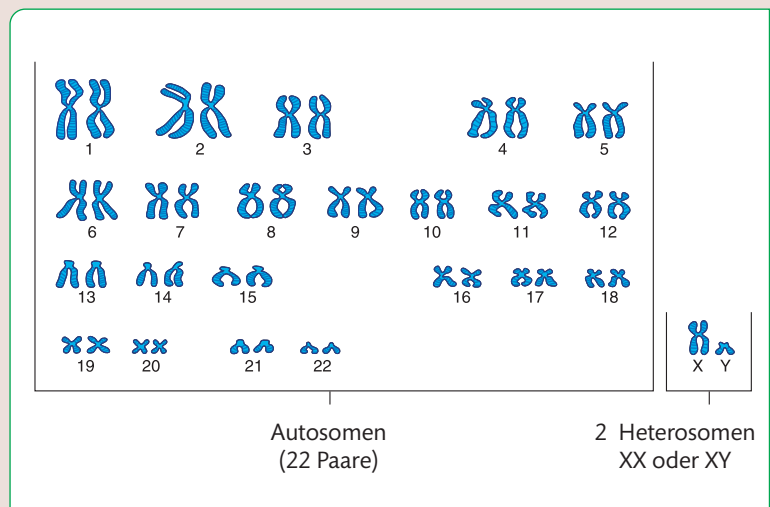 1 2 3 4 5
6 7 8 9 10 11 12
13 14 15 16 17 18
19 20 21 22
X Y
Autosomen
(22 Paare)
2 Heterosomen
XX oder XY